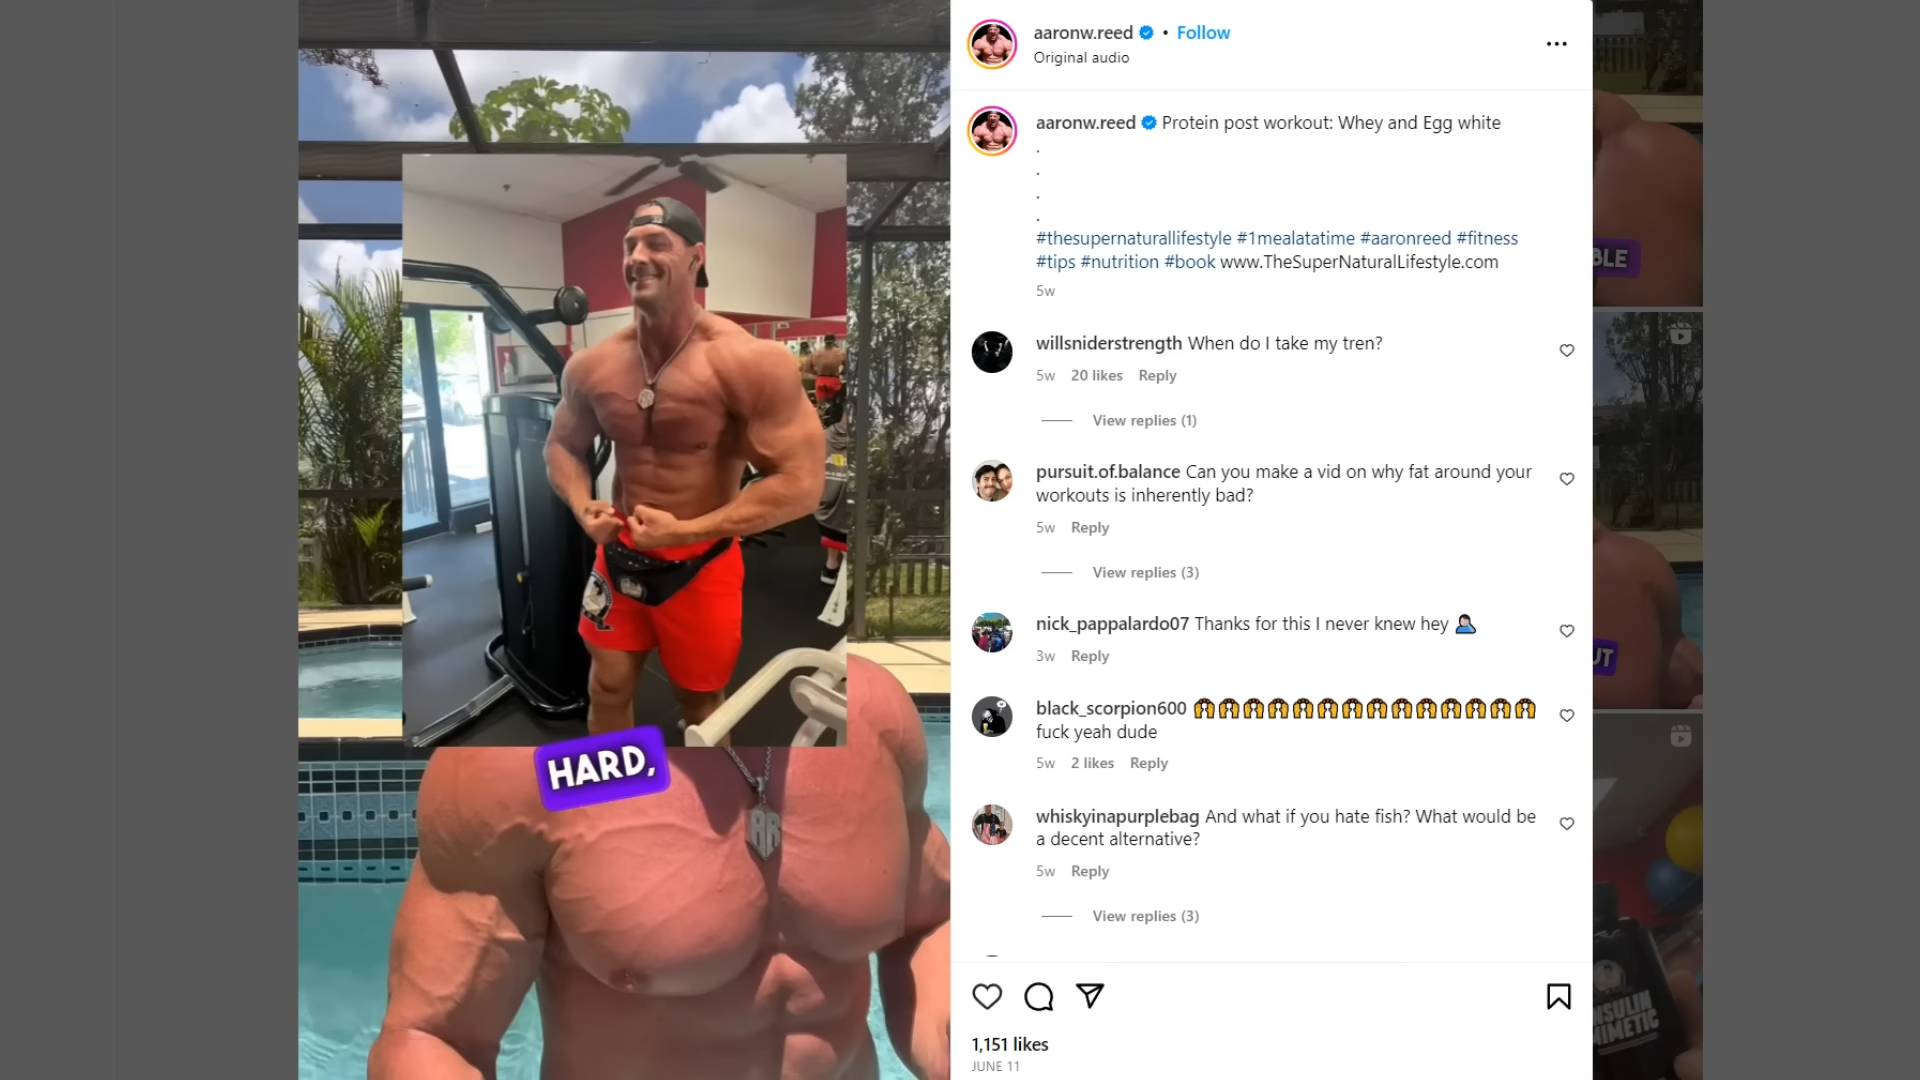 aaronw.reed • Follow
Original audio
aaronw.reed Protein post workout: Whey and Egg white
.
.
.
.
#thesupernaturallifestyle #1mealatatime #aaronreed #fitness
#tips #nutrition #book www.TheSuperNaturalLifestyle.com
5w
willsniderstrength When do I take my tren?
5w 20 likes Reply
View replies (1)
pursuit.of.balance Can you make a vid on why fat around your
workouts is inherently bad?
5w Reply
View replies (3)
nick_pappalardo07 Thanks for this I never knew hey 🤦🏻‍♂️
3w Reply
black_scorpion600 🙌🙌🙌🙌🙌🙌🙌🙌🙌🙌🙌🙌🙌🙌
fuck yeah dude
5w 2 likes Reply
whiskyinapurplebag And what if you hate fish? What would be
a decent alternative?
5w Reply
View replies (3)
1,151 likes
JUNE 11
HARD,
AR
BLE
UT
INSULIN
MIMETIC